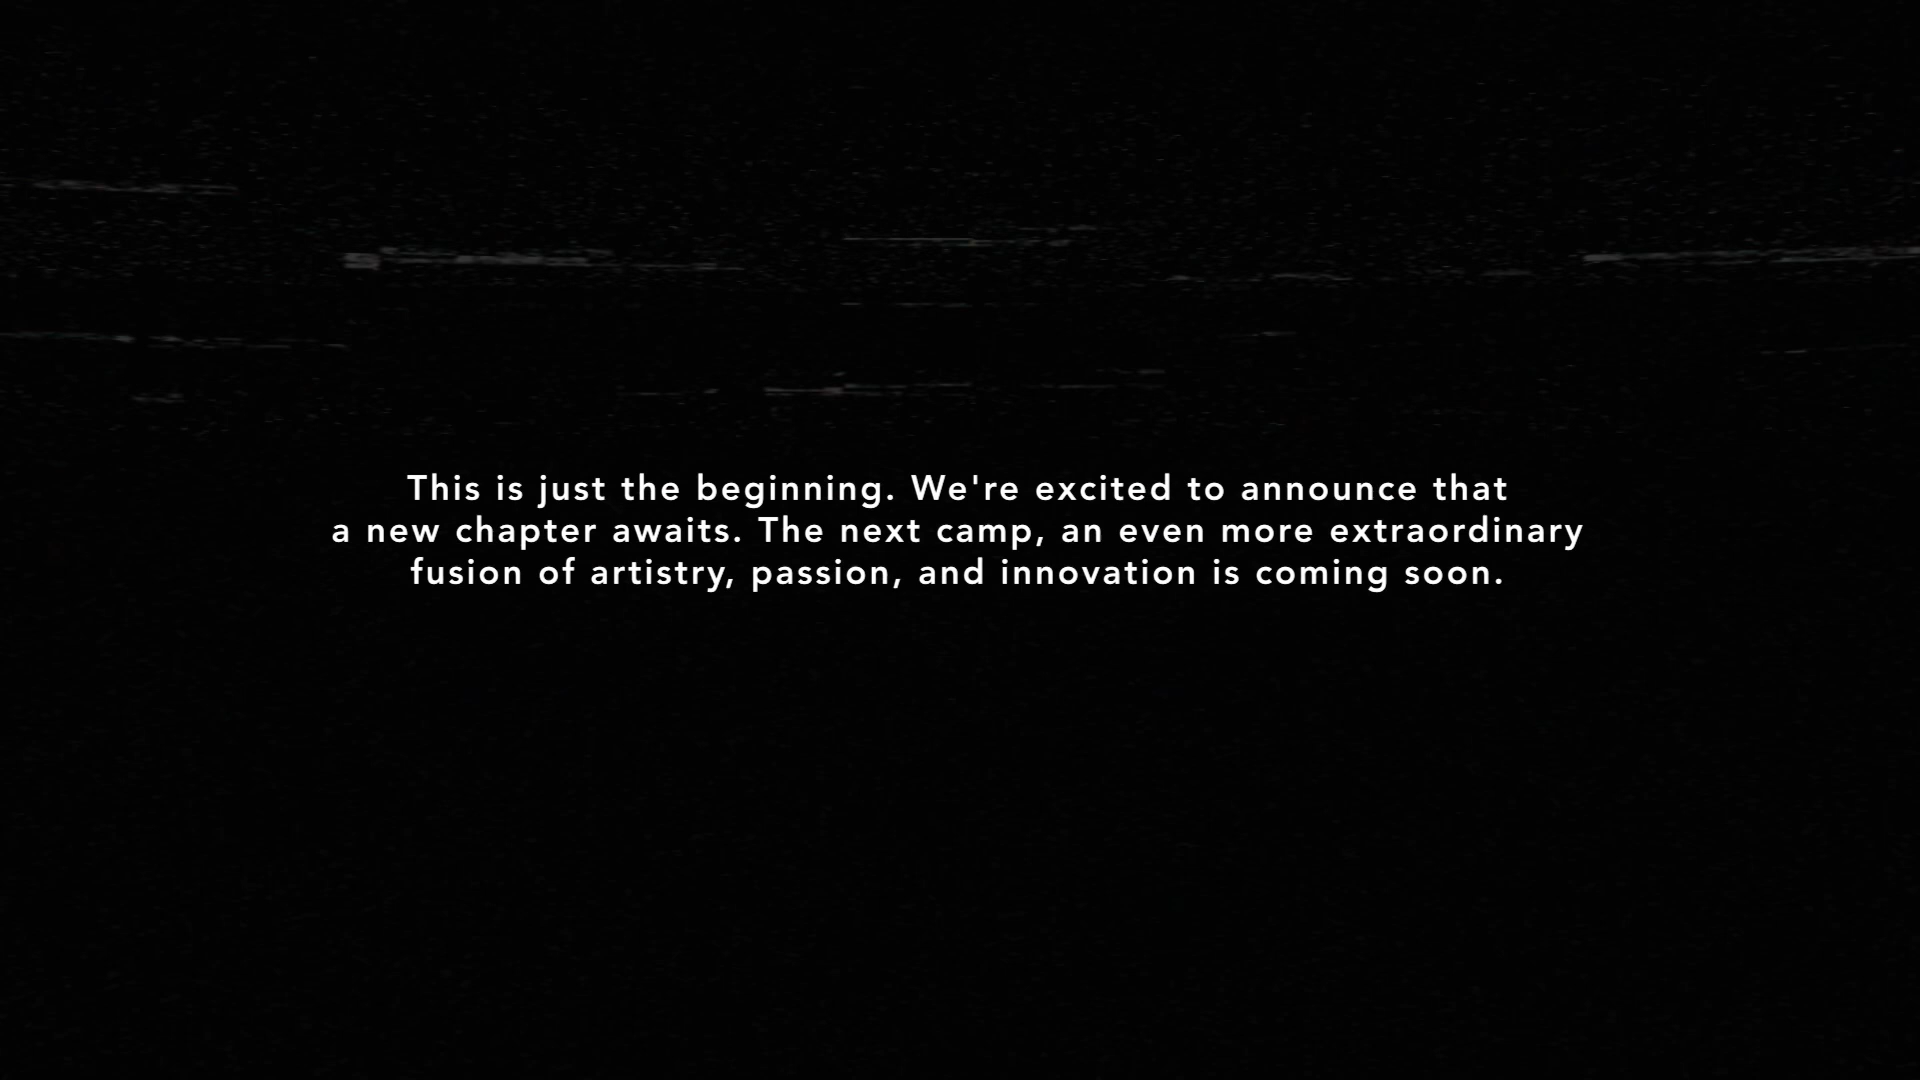 This is just the beginning. We're excited to announce that
a new chapter awaits. The next camp, an even more extraordinary
fusion of artistry, passion, and innovation is coming soon.